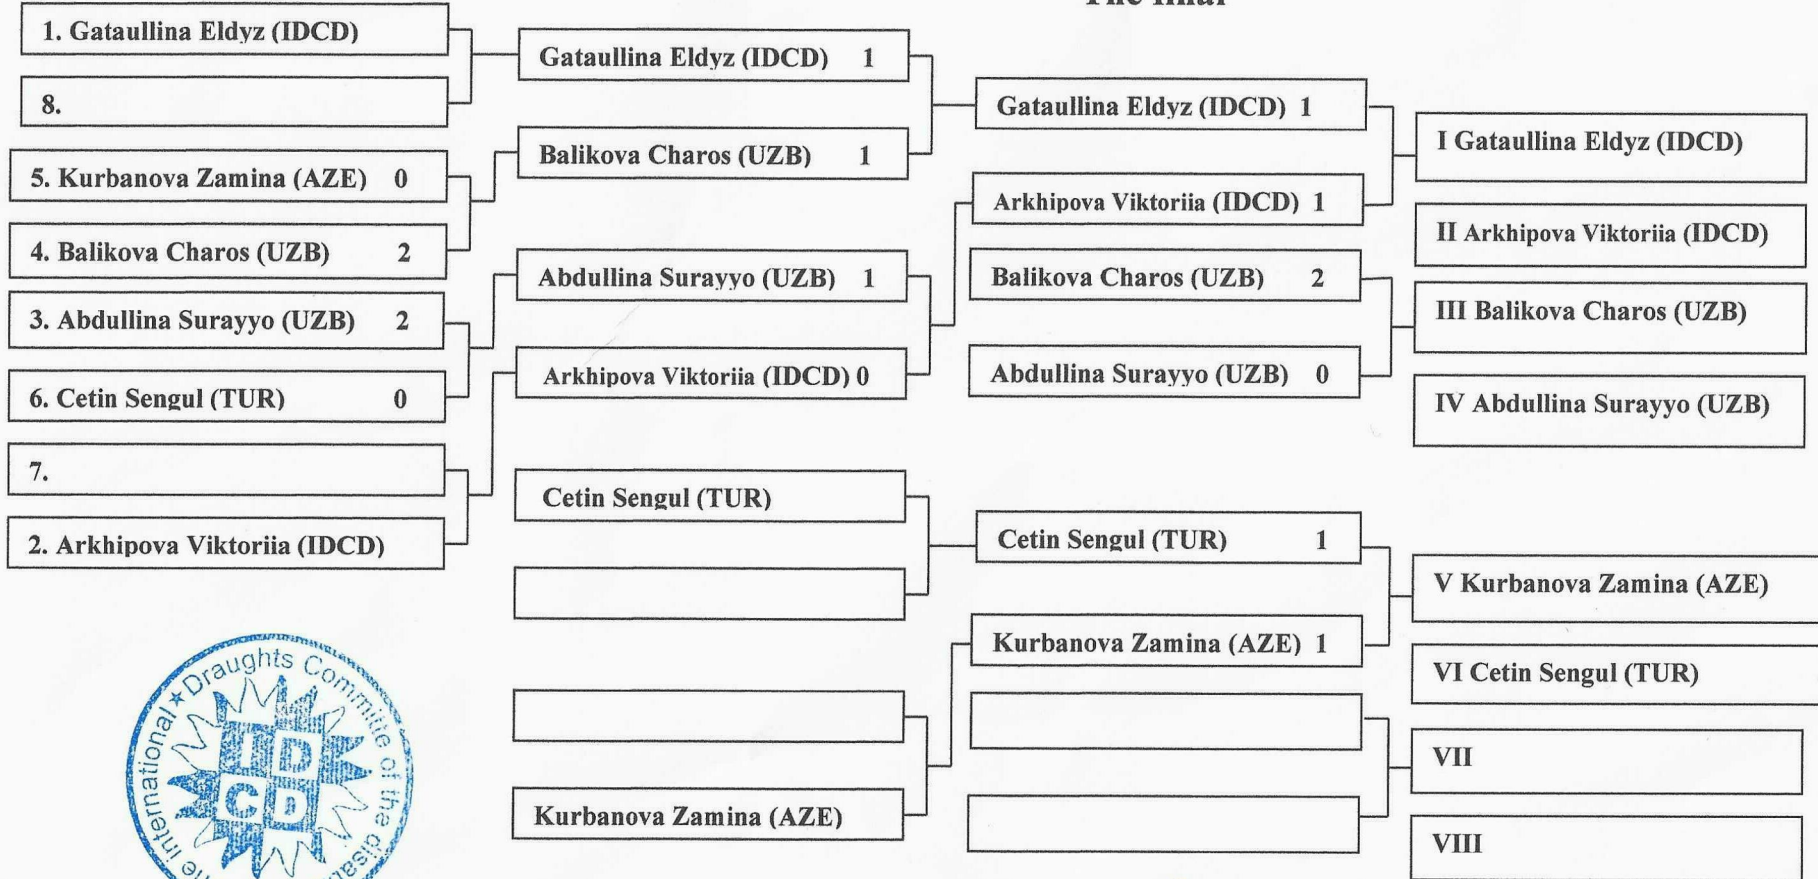 The final
1. Gataullina Eldyz (IDCD)
8.
5. Kurbanova Zamina (AZE) 0
4. Balikova Charos (UZB) 2
3. Abdullina Surayyo (UZB) 2
6. Cetin Sengul (TUR) 0
7.
2. Arkhipova Viktoriia (IDCD)
Gataullina Eldyz (IDCD) 1
Balikova Charos (UZB) 1
Abdullina Surayyo (UZB) 1
Arkhipova Viktoriia (IDCD) 0
Cetin Sengul (TUR)
Kurbanova Zamina (AZE)
Gataullina Eldyz (IDCD) 1
Arkhipova Viktoriia (IDCD) 1
Balikova Charos (UZB) 2
Abdullina Surayyo (UZB) 0
Cetin Sengul (TUR) 1
Kurbanova Zamina (AZE) 1
I Gataullina Eldyz (IDCD)
II Arkhipova Viktoriia (IDCD)
III Balikova Charos (UZB)
IV Abdullina Surayyo (UZB)
V Kurbanova Zamina (AZE)
VI Cetin Sengul (TUR)
VII
VIII
International ★ Draughts Committie of the
ID
CD